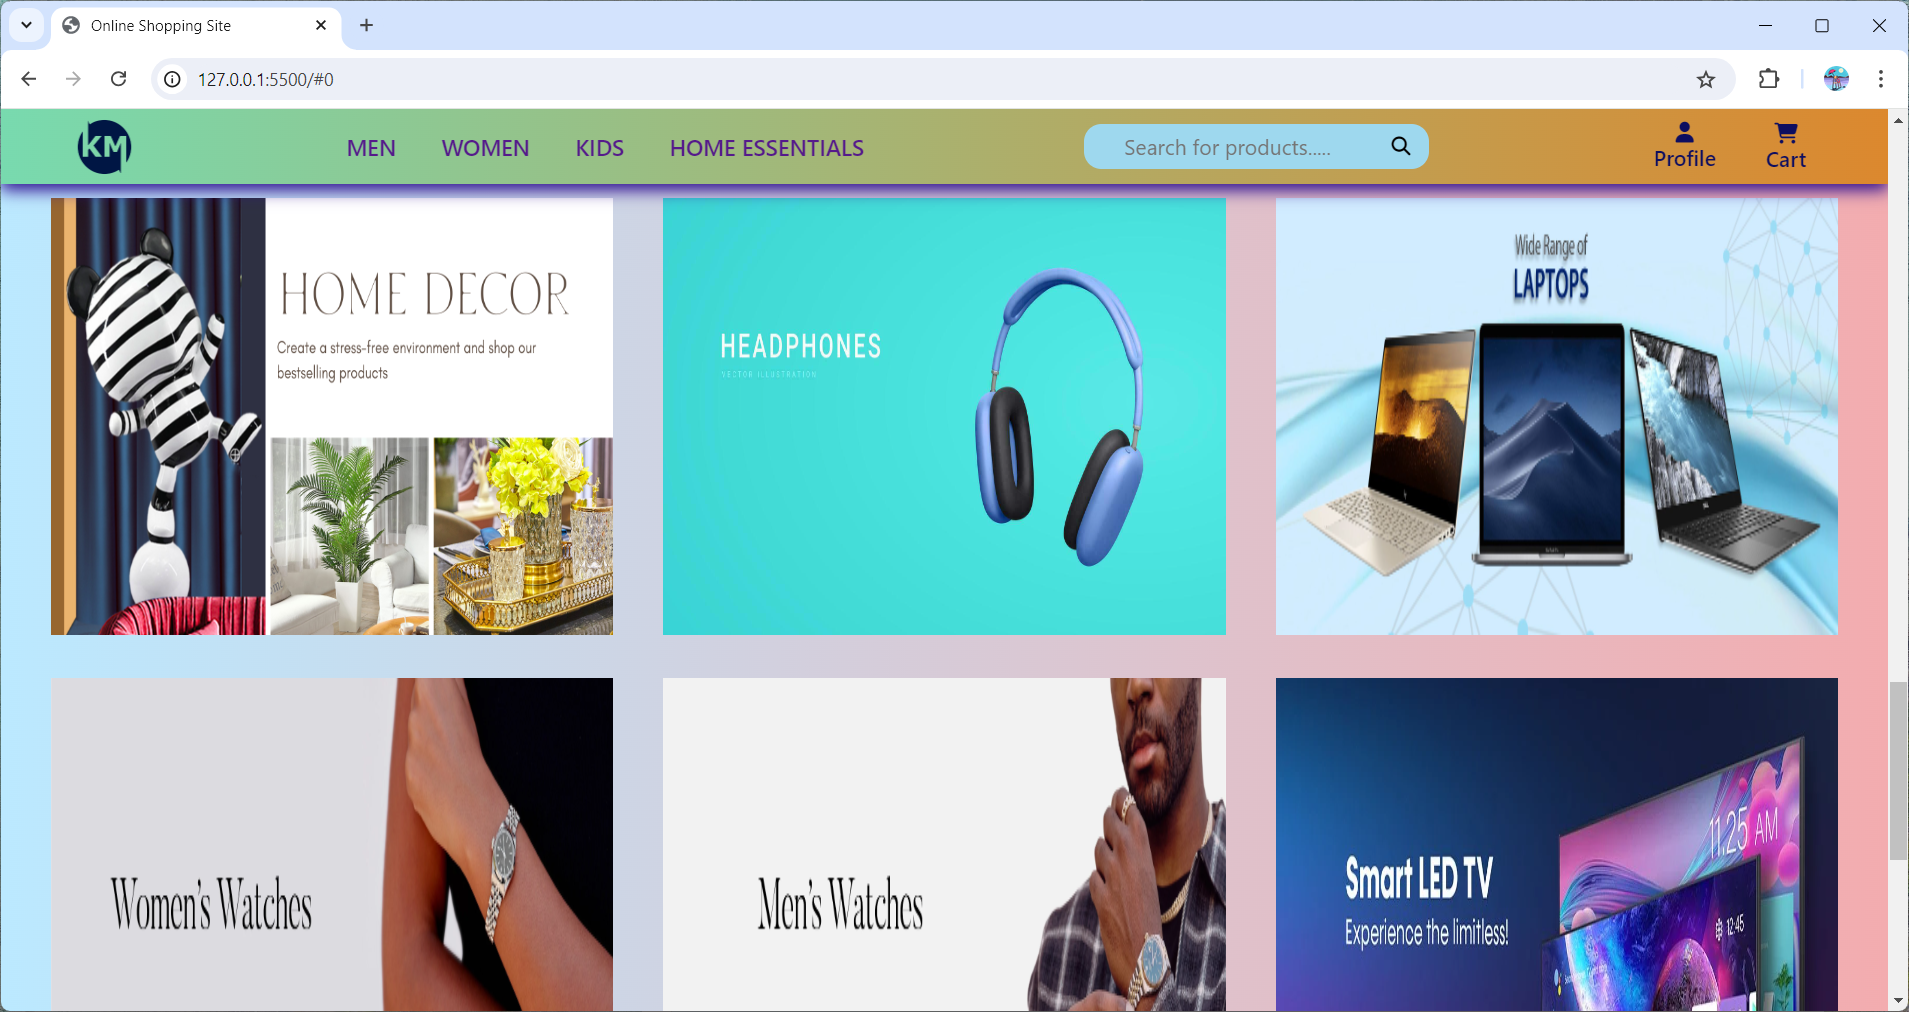 Online Shopping Site
127.0.0.1:5500/#0
KM
MEN
WOMEN
KIDS
HOME ESSENTIALS
Search for products.....
Profile
Cart
HOME DECOR
Create a stress-free environment and shop our
bestselling products
HEADPHONES
VECTOR ILLUSTRATION
Wide Range of
LAPTOPS
Women's Watches
Men's Watches
Smart LED TV
Experience the limitless!
11.25 AM
12:45